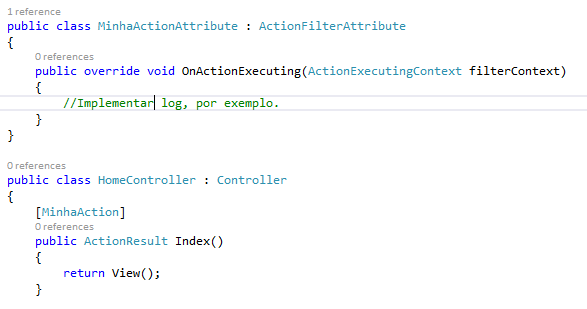 1 reference
public class MinhaActionAttribute : ActionFilterAttribute
{
0 references
public override void OnActionExecuting(ActionExecutingContext filterContext)
{
//Implementar log, por exemplo.
}
}
0 references
public class HomeController : Controller
{
[MinhaAction]
0 references
public ActionResult Index()
{
return View();
}